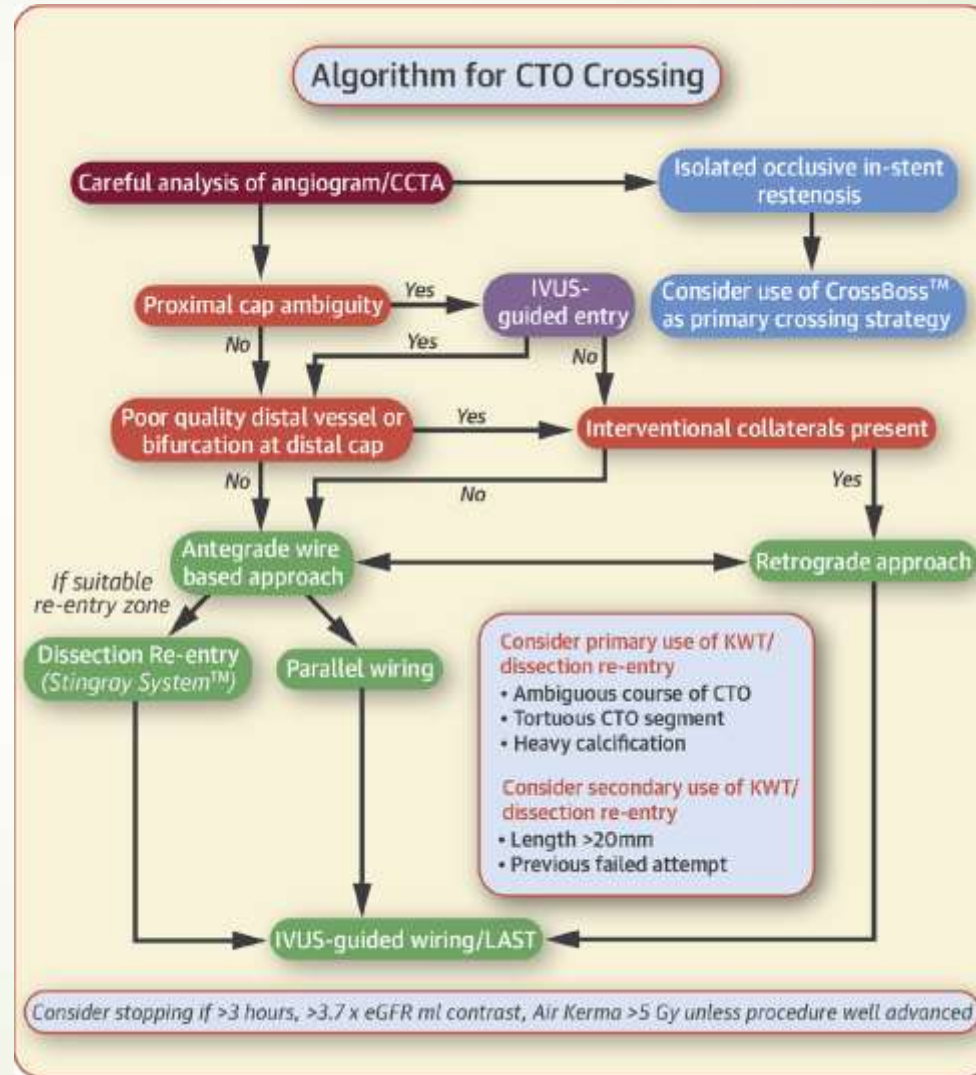 Algorithm for CTO Crossing
Careful analysis of angiogram/CCTA
Isolated occlusive in-stent
restenosis
Proximal cap ambiguity
Yes
IVUS-
guided entry
Consider use of CrossBoss™
as primary crossing strategy
No
Yes
No
Poor quality distal vessel or
bifurcation at distal cap
Yes
Interventional collaterals present
No
No
Yes
Antegrade wire
based approach
Retrograde approach
If suitable
re-entry zone
Dissection Re-entry
(Stingray System™)
Parallel wiring
Consider primary use of KWT/
dissection re-entry
• Ambiguous course of CTO
• Tortuous CTO segment
• Heavy calcification
Consider secondary use of KWT/
dissection re-entry
• Length >20mm
• Previous failed attempt
IVUS-guided wiring/LAST
Consider stopping if >3 hours, >3.7 x eGFR ml contrast, Air Kerma >5 Gy unless procedure well advanced